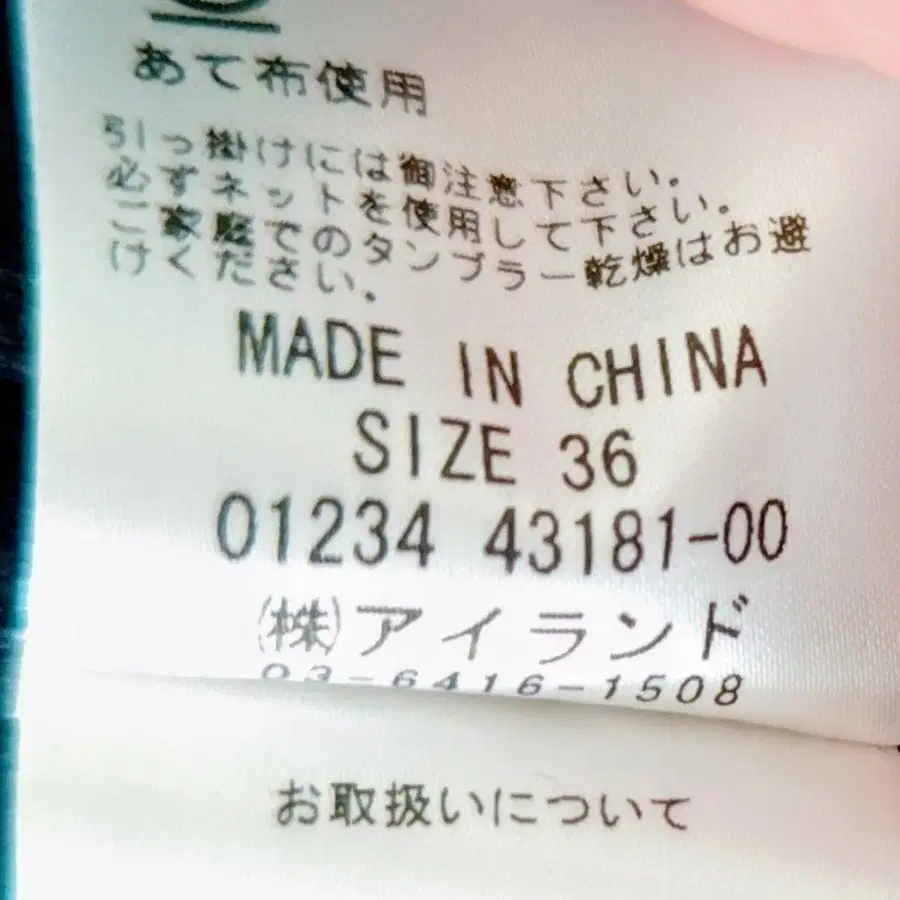 あて布使用
引っ掛けには御注意下さい。
必ずネットを使用して下さい。
ご家庭でのタンブラー乾燥はお避
けください。
MADE IN CHINA
SIZE 36
01234 43181-00
(株)アイランド
03-6416-1508
お取扱いについて